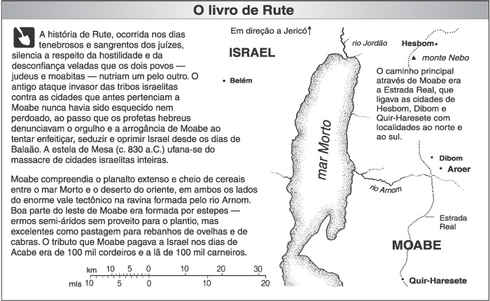 O livro de Rute
A história de Rute, ocorrida nos dias
tenebrosos e sangrentos dos juízes,
silencia a respeito da hostilidade e da
desconfiança veladas que os dois povos —
judeus e moabitas — nutriam um pelo outro. O
antigo ataque invasor das tribos israelitas
contra as cidades que antes pertenciam a
Moabe nunca havia sido esquecido nem
perdoado, ao passo que os profetas hebreus
denunciavam o orgulho e a arrogância de Moabe ao
tentar enfeitiçar, seduzir e oprimir Israel desde os dias de
Balaão. A estela de Mesa (c. 830 a.C.) ufana-se do
massacre de cidades israelitas inteiras.
Moabe compreendia o planalto extenso e cheio de cereais
entre o mar Morto e o deserto do oriente, em ambos os lados
do enorme vale tectônico na ravina formada pelo rio Arnom.
Boa parte do leste de Moabe era formada por estepes —
ermos semi-áridos sem proveito para o plantio, mas
excelentes como pastagem para rebanhos de ovelhas e de
cabras. O tributo que Moabe pagava a Israel nos dias de
Acabe era de 100 mil cordeiros e a lã de 100 mil carneiros.
km 10 0 10 20 30
mls 10 5 0 10 20
Em direção a Jericó
ISRAEL
rio Jordão
Hesbom
monte Nebo
Belém
O caminho principal
através de Moabe era
a Estrada Real, que
ligava as cidades de
Hesbom, Dibom e
Quir-Haresete com
localidades ao norte e
ao sul.
mar Morto
Dibom
Aroer
rio Arnom
Estrada
Real
MOABE
Quir-Haresete